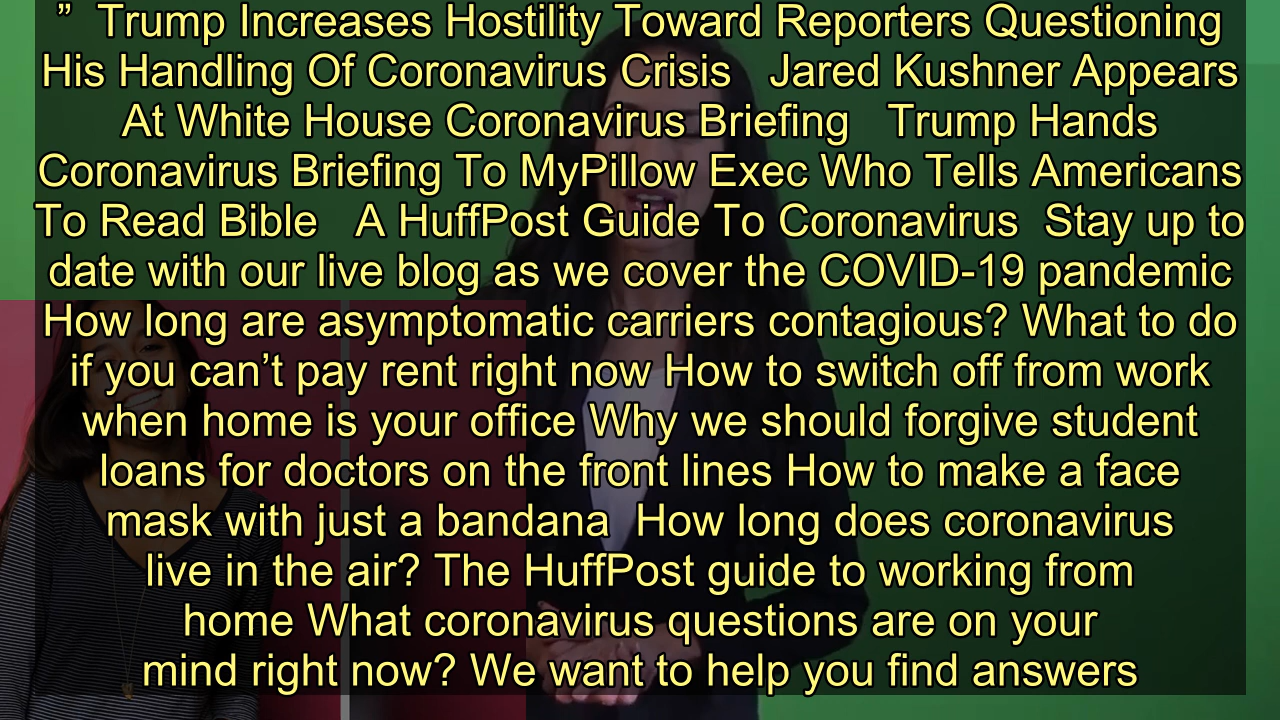 ”  Trump Increases Hostility Toward Reporters Questioning
His Handling Of Coronavirus Crisis   Jared Kushner Appears
At White House Coronavirus Briefing   Trump Hands
Coronavirus Briefing To MyPillow Exec Who Tells Americans
To Read Bible   A HuffPost Guide To Coronavirus  Stay up to
date with our live blog as we cover the COVID-19 pandemic
How long are asymptomatic carriers contagious? What to do
if you can’t pay rent right now How to switch off from work
when home is your office Why we should forgive student
loans for doctors on the front lines How to make a face
mask with just a bandana  How long does coronavirus
live in the air? The HuffPost guide to working from
home What coronavirus questions are on your
mind right now? We want to help you find answers